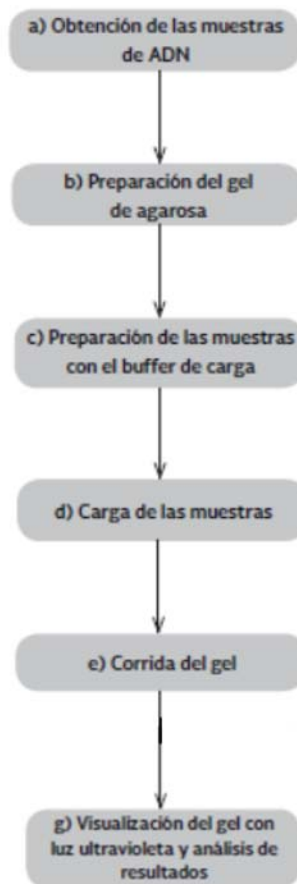 a) Obtención de las muestras
de ADN
b) Preparación del gel
de agarosa
c) Preparación de las muestras
con el buffer de carga
d) Carga de las muestras
e) Corrida del gel
g) Visualización del gel con
luz ultravioleta y análisis de
resultados